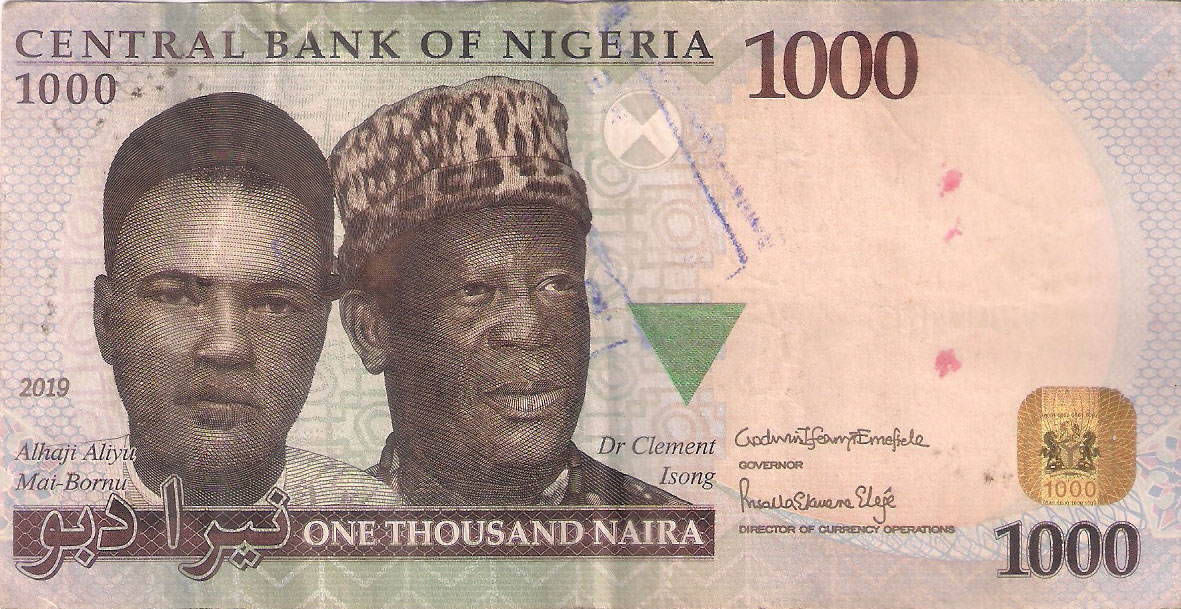 CENTRAL BANK OF NIGERIA
1000
1000
2019
Alhaji Aliyu
Mai-Bornu
Dr Clement
Isong
Godwin Ifeanyi Emefiele
GOVERNOR
Priscilla Ekwere Eleje
DIRECTOR OF CURRENCY OPERATIONS
1000
نيرا دبو
ONE THOUSAND NAIRA
1000